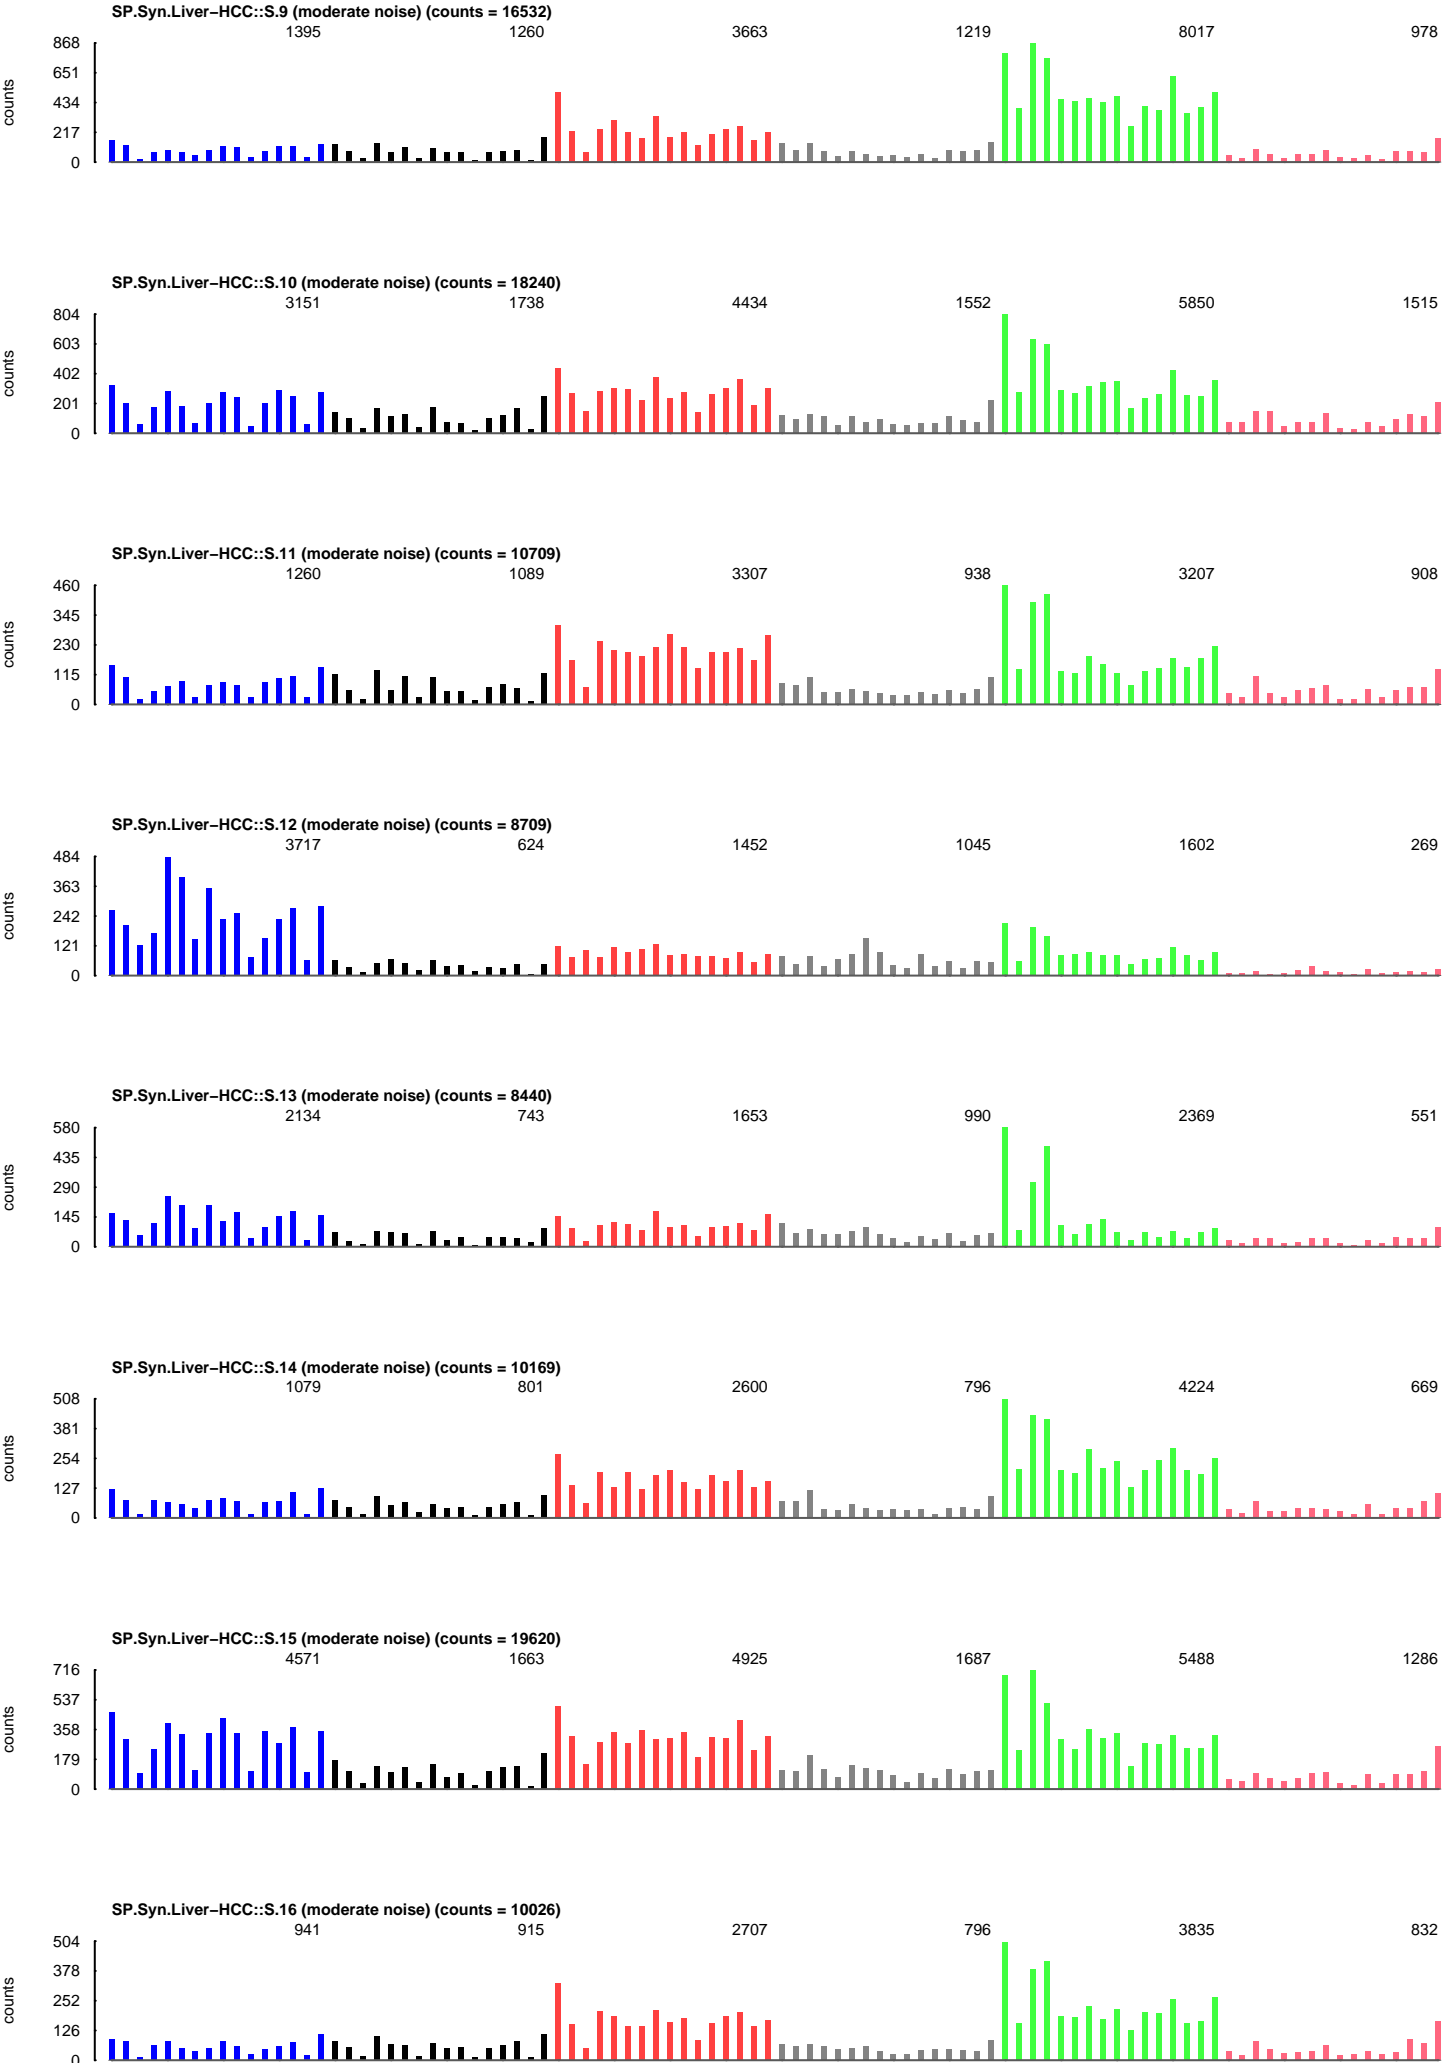 SP.Syn.Liver−HCC::S.9 (moderate noise) (counts = 16532)
1395 1260 3663 1219 8017 978
868
651
434
217
0
counts
SP.Syn.Liver−HCC::S.10 (moderate noise) (counts = 18240)
3151 1738 4434 1552 5850 1515
804
603
402
201
0
counts
SP.Syn.Liver−HCC::S.11 (moderate noise) (counts = 10709)
1260 1089 3307 938 3207 908
460
345
230
115
0
counts
SP.Syn.Liver−HCC::S.12 (moderate noise) (counts = 8709)
3717 624 1452 1045 1602 269
484
363
242
121
0
counts
SP.Syn.Liver−HCC::S.13 (moderate noise) (counts = 8440)
2134 743 1653 990 2369 551
580
435
290
145
0
counts
SP.Syn.Liver−HCC::S.14 (moderate noise) (counts = 10169)
1079 801 2600 796 4224 669
508
381
254
127
0
counts
SP.Syn.Liver−HCC::S.15 (moderate noise) (counts = 19620)
4571 1663 4925 1687 5488 1286
716
537
358
179
0
counts
SP.Syn.Liver−HCC::S.16 (moderate noise) (counts = 10026)
941 915 2707 796 3835 832
504
378
252
126
0
counts